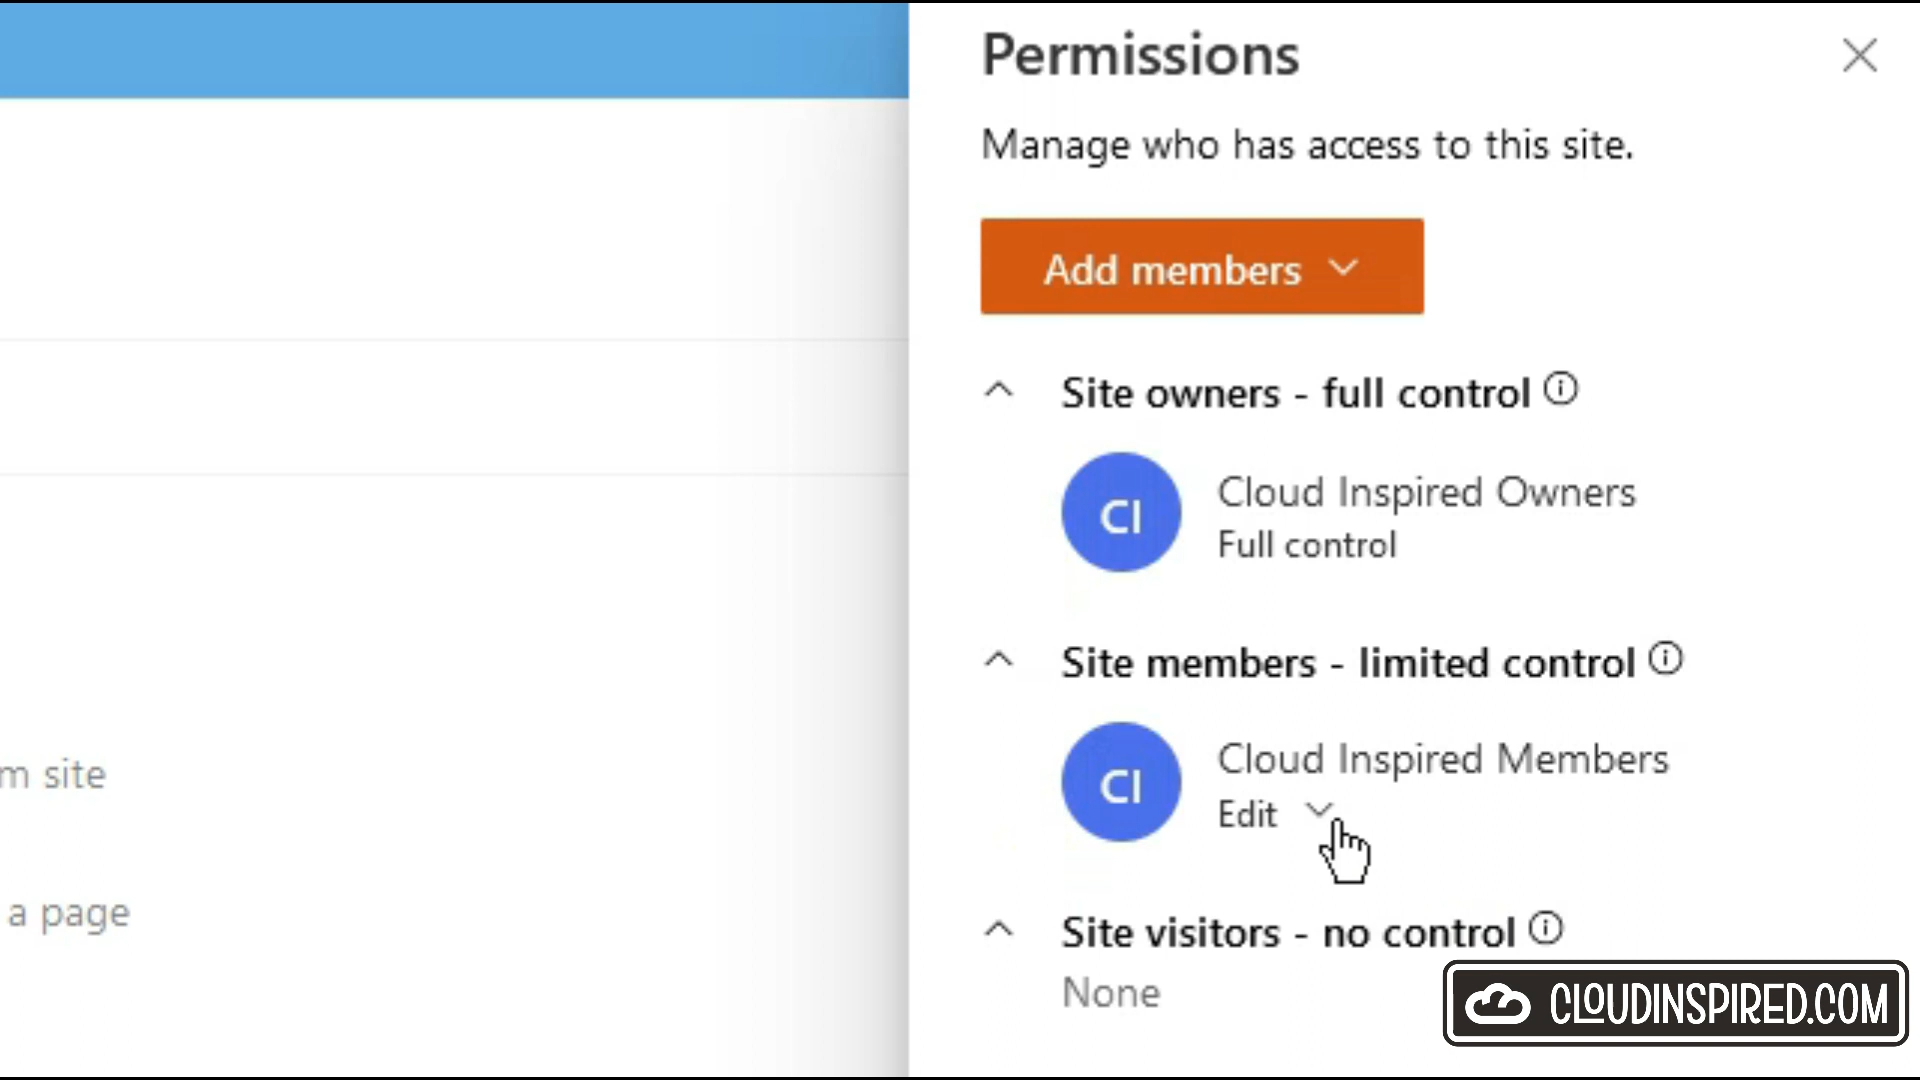 Permissions
Manage who has access to this site.
Add members
Site owners - full control
CI
Cloud Inspired Owners
Full control
Site members - limited control
CI
Cloud Inspired Members
Edit
m site
a page
Site visitors - no control
None
CLOUDINSPIRED.COM